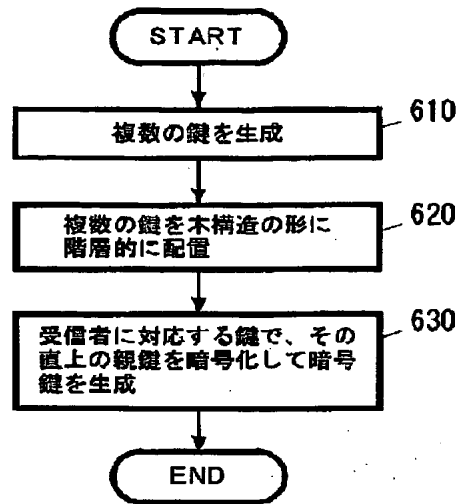 START
複数の鍵を生成
610
複数の鍵を木構造の形に
階層的に配置
620
受信者に対応する鍵で、その
直上の親鍵を暗号化して暗号
鍵を生成
630
END